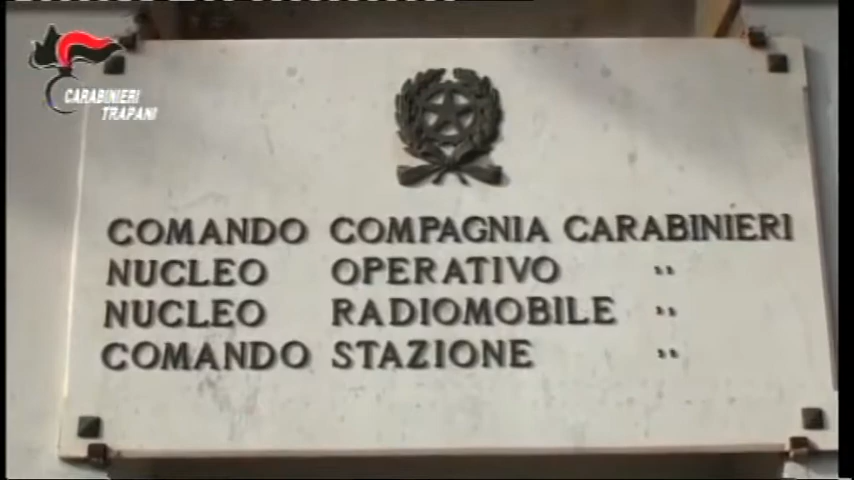 CARABINIERI
TRAPANI
COMANDO COMPAGNIA CARABINIERI
NUCLEO OPERATIVO "
NUCLEO RADIOMOBILE "
COMANDO STAZIONE "